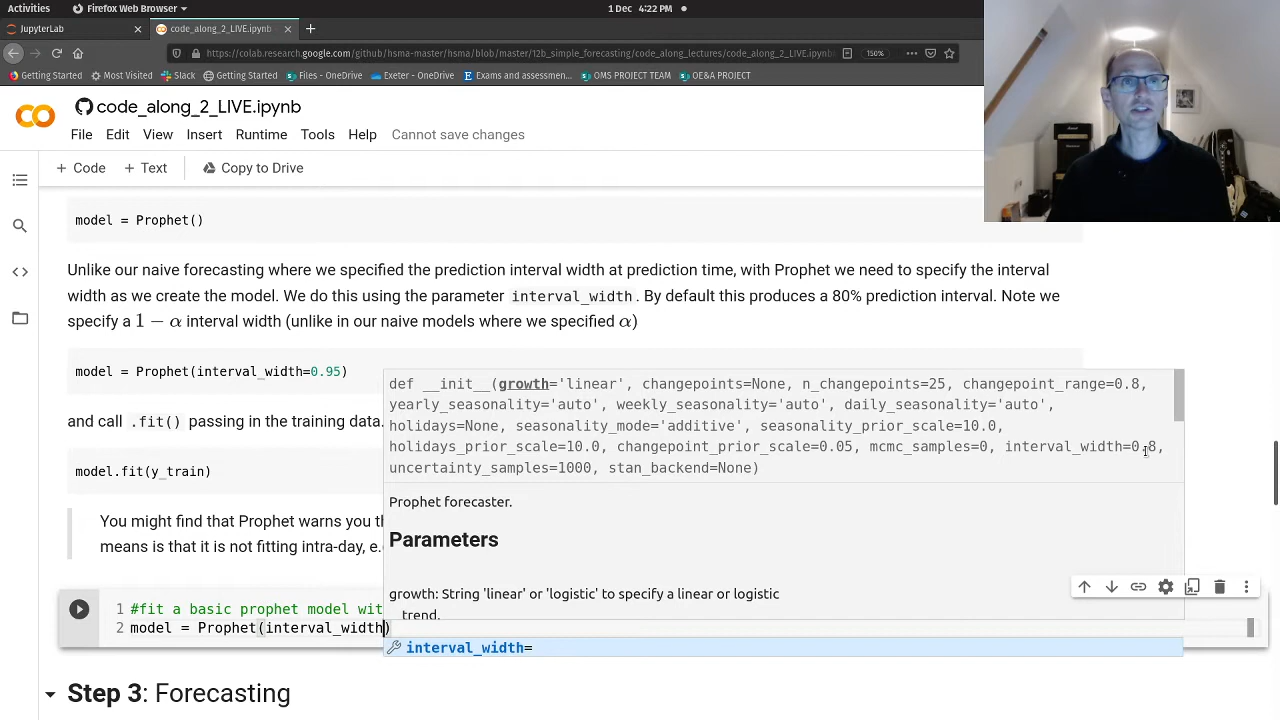 Activities
Firefox Web Browser
1 Dec 4:22 PM
JupyterLab
code_along_2_LIVE.ipynb
https://colab.research.google.com/github/hsma-master/hsma/blob/master/12b_simple_forecasting/code_along_lectures/code_along_2_LIVE.ipynb
150%
Getting Started
Most Visited
Slack
Getting Started
Files - OneDrive
Exeter - OneDrive
Exams and assessmen...
OMS PROJECT TEAM
OE&A PROJECT
code_along_2_LIVE.ipynb
File Edit View Insert Runtime Tools Help Cannot save changes
+ Code + Text Copy to Drive
model = Prophet()
Unlike our naive forecasting where we specified the prediction interval width at prediction time, with Prophet we need to specify the interval
width as we create the model. We do this using the parameter interval_width. By default this produces a 80% prediction interval. Note we
specify a 1 − α interval width (unlike in our naive models where we specified α)
model = Prophet(interval_width=0.95)
and call .fit() passing in the training data.
model.fit(y_train)
You might find that Prophet warns you th
means is that it is not fitting intra-day, e.
def __init__(growth='linear', changepoints=None, n_changepoints=25, changepoint_range=0.8,
yearly_seasonality='auto', weekly_seasonality='auto', daily_seasonality='auto',
holidays=None, seasonality_mode='additive', seasonality_prior_scale=10.0,
holidays_prior_scale=10.0, changepoint_prior_scale=0.05, mcmc_samples=0, interval_width=0.8,
uncertainty_samples=1000, stan_backend=None)
Prophet forecaster.
Parameters
growth: String 'linear' or 'logistic' to specify a linear or logistic
trend.
1 #fit a basic prophet model wit
2 model = Prophet(interval_width)
interval_width=
Step 3: Forecasting